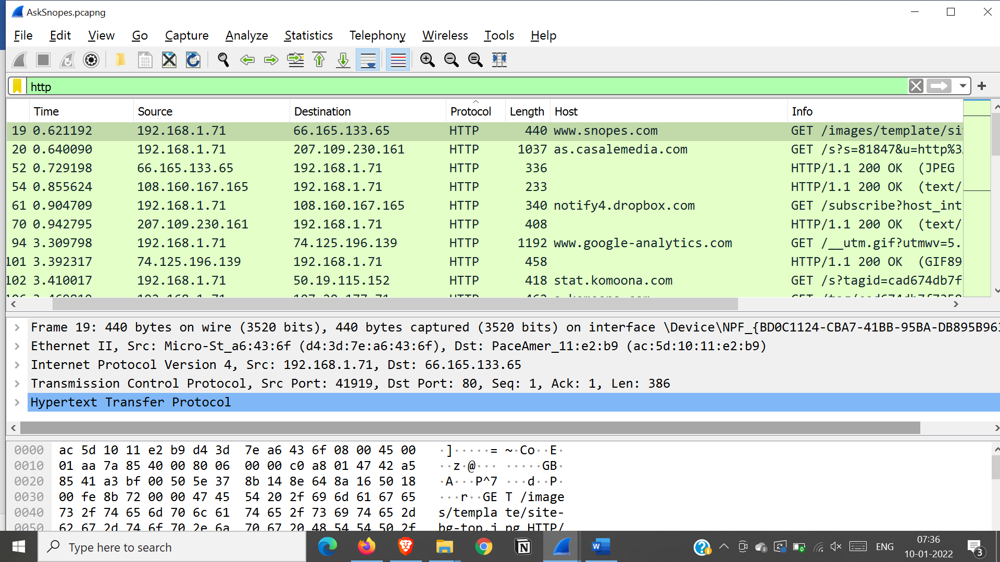 AskSnopes.pcapng
File Edit View Go Capture Analyze Statistics Telephony Wireless Tools Help
http
Time Source Destination Protocol Length Host Info
19 0.621192 192.168.1.71 66.165.133.65 HTTP 440 www.snopes.com GET /images/template/si
20 0.640090 192.168.1.71 207.109.230.161 HTTP 1037 as.casalemedia.com GET /s?s=81847&u=http%3
52 0.729198 66.165.133.65 192.168.1.71 HTTP 336 HTTP/1.1 200 OK (JPEG
54 0.855624 108.160.167.165 192.168.1.71 HTTP 233 HTTP/1.1 200 OK (text/
61 0.904709 192.168.1.71 108.160.167.165 HTTP 340 notify4.dropbox.com GET /subscribe?host_int
70 0.942795 207.109.230.161 192.168.1.71 HTTP 408 HTTP/1.1 200 OK (text/
94 3.309798 192.168.1.71 74.125.196.139 HTTP 1192 www.google-analytics.com GET /__utm.gif?utmwv=5.
101 3.392317 74.125.196.139 192.168.1.71 HTTP 458 HTTP/1.1 200 OK (GIF89
102 3.410017 192.168.1.71 50.19.115.152 HTTP 418 stat.komoona.com GET /s?tagid=cad674db7f
Frame 19: 440 bytes on wire (3520 bits), 440 bytes captured (3520 bits) on interface \Device\NPF_{BD0C1124-CBA7-41BB-95BA-DB895B961
Ethernet II, Src: Micro-St_a6:43:6f (d4:3d:7e:a6:43:6f), Dst: PaceAmer_11:e2:b9 (ac:5d:10:11:e2:b9)
Internet Protocol Version 4, Src: 192.168.1.71, Dst: 66.165.133.65
Transmission Control Protocol, Src Port: 41919, Dst Port: 80, Seq: 1, Ack: 1, Len: 386
Hypertext Transfer Protocol
0000 ac 5d 10 11 e2 b9 d4 3d 7e a6 43 6f 08 00 45 00 ·]·····= ~·Co··E·
0010 01 aa 7a 85 40 00 80 06 00 00 c0 a8 01 47 42 a5 ··z·@··· ·····GB·
0020 85 41 a3 bf 00 50 5e 37 8b 14 8e 64 8a 16 50 18 ·A···P^7 ···d··P·
0030 00 fe 8b 72 00 00 47 45 54 20 2f 69 6d 61 67 65 ···r··GE T /image
0040 73 2f 74 65 6d 70 6c 61 74 65 2f 73 69 74 65 2d s/templa te/site-
0050 62 67 2d 74 6f 70 2e 6a 70 67 20 48 54 54 50 2f bg-top.j pg HTTP/
Type here to search
ENG
07:36
10-01-2022
3